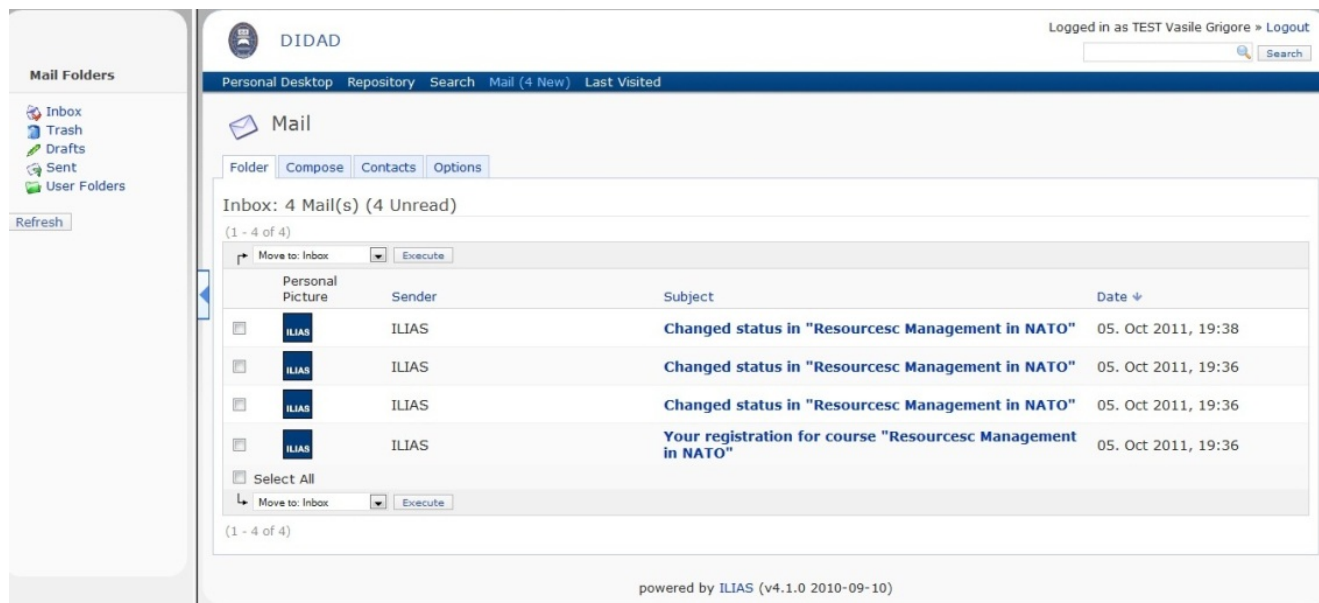 Mail Folders
Inbox
Trash
Drafts
Sent
User Folders
Refresh
DIDAD
Logged in as TEST Vasile Grigore » Logout
Search
Personal Desktop Repository Search Mail (4 New) Last Visited
Mail
Folder Compose Contacts Options
Inbox: 4 Mail(s) (4 Unread)
(1 - 4 of 4)
Move to: Inbox Execute
Personal
Picture Sender Subject Date
ILIAS ILIAS Changed status in "Resourcesc Management in NATO" 05. Oct 2011, 19:38
ILIAS ILIAS Changed status in "Resourcesc Management in NATO" 05. Oct 2011, 19:36
ILIAS ILIAS Changed status in "Resourcesc Management in NATO" 05. Oct 2011, 19:36
ILIAS ILIAS Your registration for course "Resourcesc Management
in NATO" 05. Oct 2011, 19:36
Select All
Move to: Inbox Execute
(1 - 4 of 4)
powered by ILIAS (v4.1.0 2010-09-10)